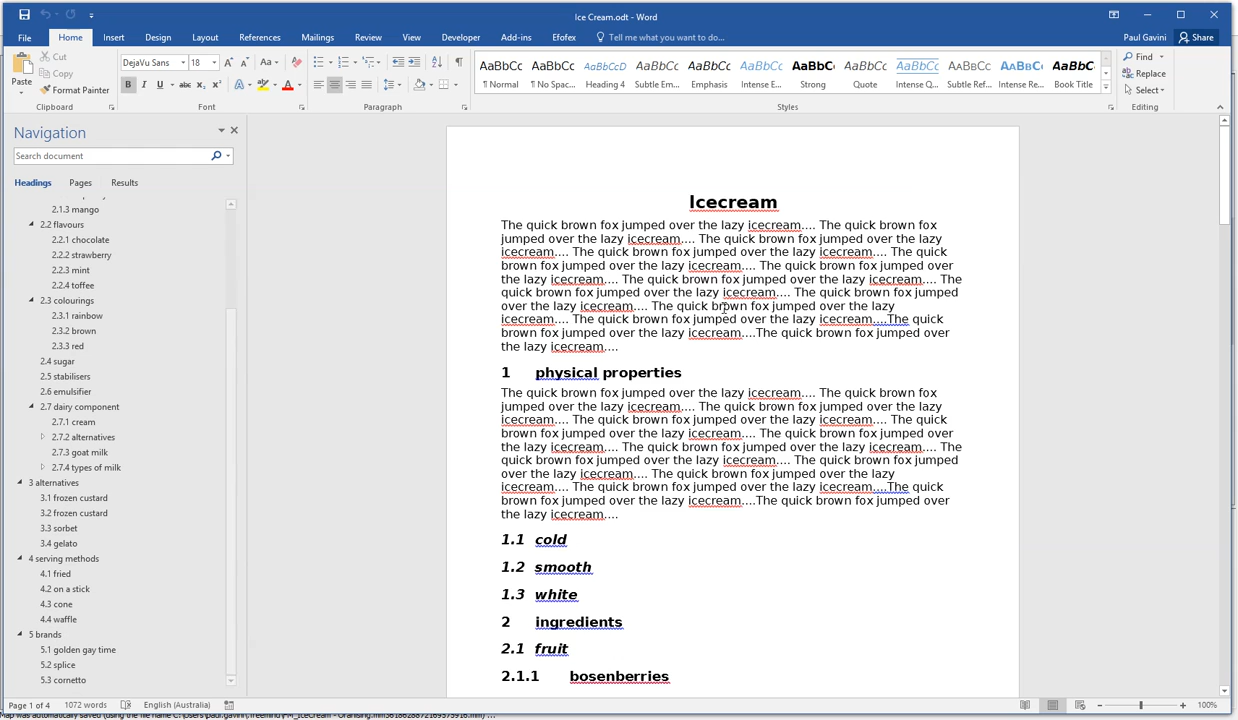 Ice Cream.odt - Word
File Home Insert Design Layout References Mailings Review View Developer Add-ins Efofex Tell me what you want to do... Paul Gavini Share
Paste
Cut
Copy
Format Painter
Clipboard
DejaVu Sans 18
Font
Paragraph
AaBbCc AaBbCc AaBbCcD AaBbCc AaBbCc AaBbCc AaBbCc AaBbCc AaBbCc AaBbCc AaBbCc AaBbC
¶ Normal ¶ No Spac... Heading 4 Subtle Em... Emphasis Intense E... Strong Quote Intense Q... Subtle Ref... Intense Re... Book Title
Styles
Find
Replace
Select
Editing
Navigation
Search document
Headings Pages Results
2.1.3 mango
2.2 flavours
2.2.1 chocolate
2.2.2 strawberry
2.2.3 mint
2.2.4 toffee
2.3 colourings
2.3.1 rainbow
2.3.2 brown
2.3.3 red
2.4 sugar
2.5 stabilisers
2.6 emulsifier
2.7 dairy component
2.7.1 cream
2.7.2 alternatives
2.7.3 goat milk
2.7.4 types of milk
3 alternatives
3.1 frozen custard
3.2 frozen custard
3.3 sorbet
3.4 gelato
4 serving methods
4.1 fried
4.2 on a stick
4.3 cone
4.4 waffle
5 brands
5.1 golden gay time
5.2 splice
5.3 cornetto
Icecream
The quick brown fox jumped over the lazy icecream.... The quick brown fox
jumped over the lazy icecream.... The quick brown fox jumped over the lazy
icecream.... The quick brown fox jumped over the lazy icecream.... The quick
brown fox jumped over the lazy icecream.... The quick brown fox jumped over
the lazy icecream.... The quick brown fox jumped over the lazy icecream.... The
quick brown fox jumped over the lazy icecream.... The quick brown fox jumped
over the lazy icecream.... The quick brown fox jumped over the lazy
icecream.... The quick brown fox jumped over the lazy icecream....The quick
brown fox jumped over the lazy icecream....The quick brown fox jumped over
the lazy icecream....
1 physical properties
The quick brown fox jumped over the lazy icecream.... The quick brown fox
jumped over the lazy icecream.... The quick brown fox jumped over the lazy
icecream.... The quick brown fox jumped over the lazy icecream.... The quick
brown fox jumped over the lazy icecream.... The quick brown fox jumped over
the lazy icecream.... The quick brown fox jumped over the lazy icecream.... The
quick brown fox jumped over the lazy icecream.... The quick brown fox jumped
over the lazy icecream.... The quick brown fox jumped over the lazy
icecream.... The quick brown fox jumped over the lazy icecream....The quick
brown fox jumped over the lazy icecream....The quick brown fox jumped over
the lazy icecream....
1.1 cold
1.2 smooth
1.3 white
2 ingredients
2.1 fruit
2.1.1 bosenberries
Page 1 of 4 1072 words English (Australia) 100%